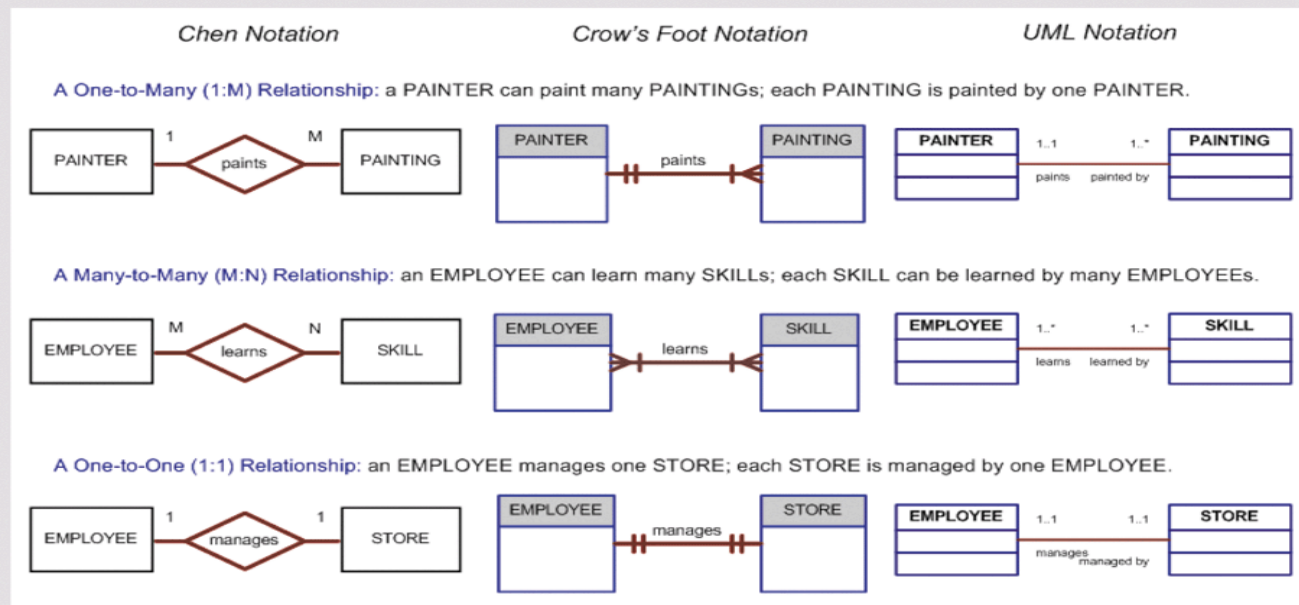 Chen Notation
Crow's Foot Notation
UML Notation
A One-to-Many (1:M) Relationship: a PAINTER can paint many PAINTINGs; each PAINTING is painted by one PAINTER.
PAINTER
1
paints
M
PAINTING
PAINTER
paints
PAINTING
PAINTER
1..1
1..*
paints
painted by
PAINTING
A Many-to-Many (M:N) Relationship: an EMPLOYEE can learn many SKILLs; each SKILL can be learned by many EMPLOYEEs.
EMPLOYEE
M
learns
N
SKILL
EMPLOYEE
learns
SKILL
EMPLOYEE
1..*
1..*
learns
learned by
SKILL
A One-to-One (1:1) Relationship: an EMPLOYEE manages one STORE; each STORE is managed by one EMPLOYEE.
EMPLOYEE
1
manages
1
STORE
EMPLOYEE
manages
STORE
EMPLOYEE
1..1
1..1
manages
managed by
STORE